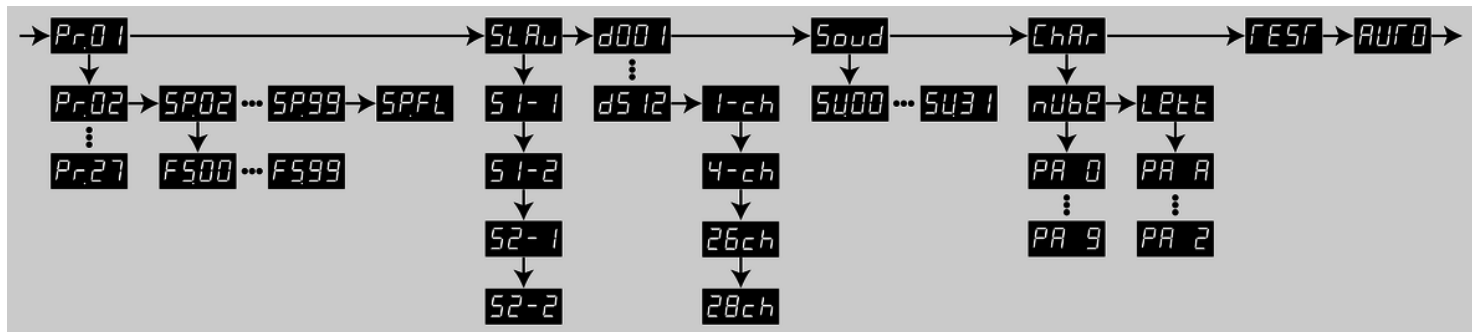 Pr.01 SLAu d001 Soud ChAr TEST AUTO
Pr.02 SP.02 SP.99 SP.FL S1-1 d512 1-ch SU.00 SU.31 nUbe Lett
Pr.27 FS.00 FS.99 S1-2 4-ch PA 0 PA A
S2-1 26ch PA 9 PA Z
S2-2 28ch